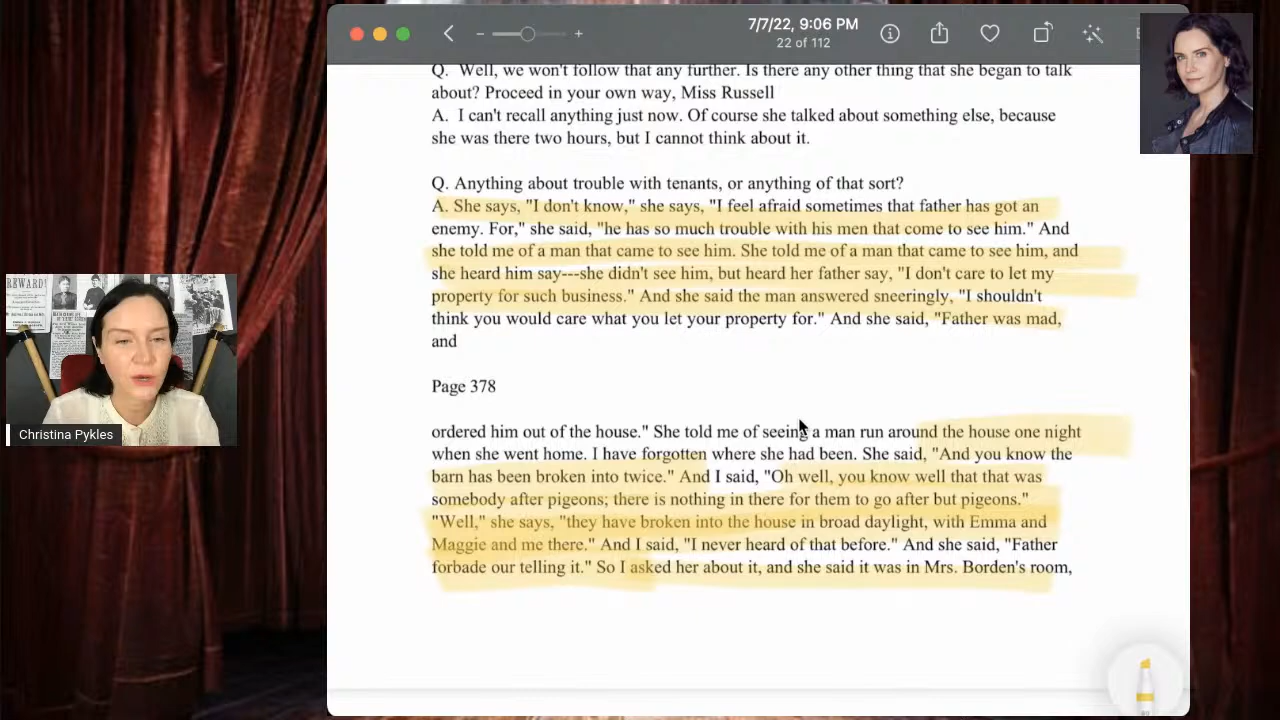 7/7/22, 9:06 PM
22 of 112
Q. Well, we won't follow that any further. Is there any other thing that she began to talk
about? Proceed in your own way, Miss Russell
A. I can't recall anything just now. Of course she talked about something else, because
she was there two hours, but I cannot think about it.
Q. Anything about trouble with tenants, or anything of that sort?
A. She says, "I don't know," she says, "I feel afraid sometimes that father has got an
enemy. For," she said, "he has so much trouble with his men that come to see him." And
she told me of a man that came to see him. She told me of a man that came to see him, and
she heard him say---she didn't see him, but heard her father say, "I don't care to let my
property for such business." And she said the man answered sneeringly, "I shouldn't
think you would care what you let your property for." And she said, "Father was mad,
and
Page 378
ordered him out of the house." She told me of seeing a man run around the house one night
when she went home. I have forgotten where she had been. She said, "And you know the
barn has been broken into twice." And I said, "Oh well, you know well that that was
somebody after pigeons; there is nothing in there for them to go after but pigeons."
"Well," she says, "they have broken into the house in broad daylight, with Emma and
Maggie and me there." And I said, "I never heard of that before." And she said, "Father
forbade our telling it." So I asked her about it, and she said it was in Mrs. Borden's room,
REWARD!
Christina Pykles